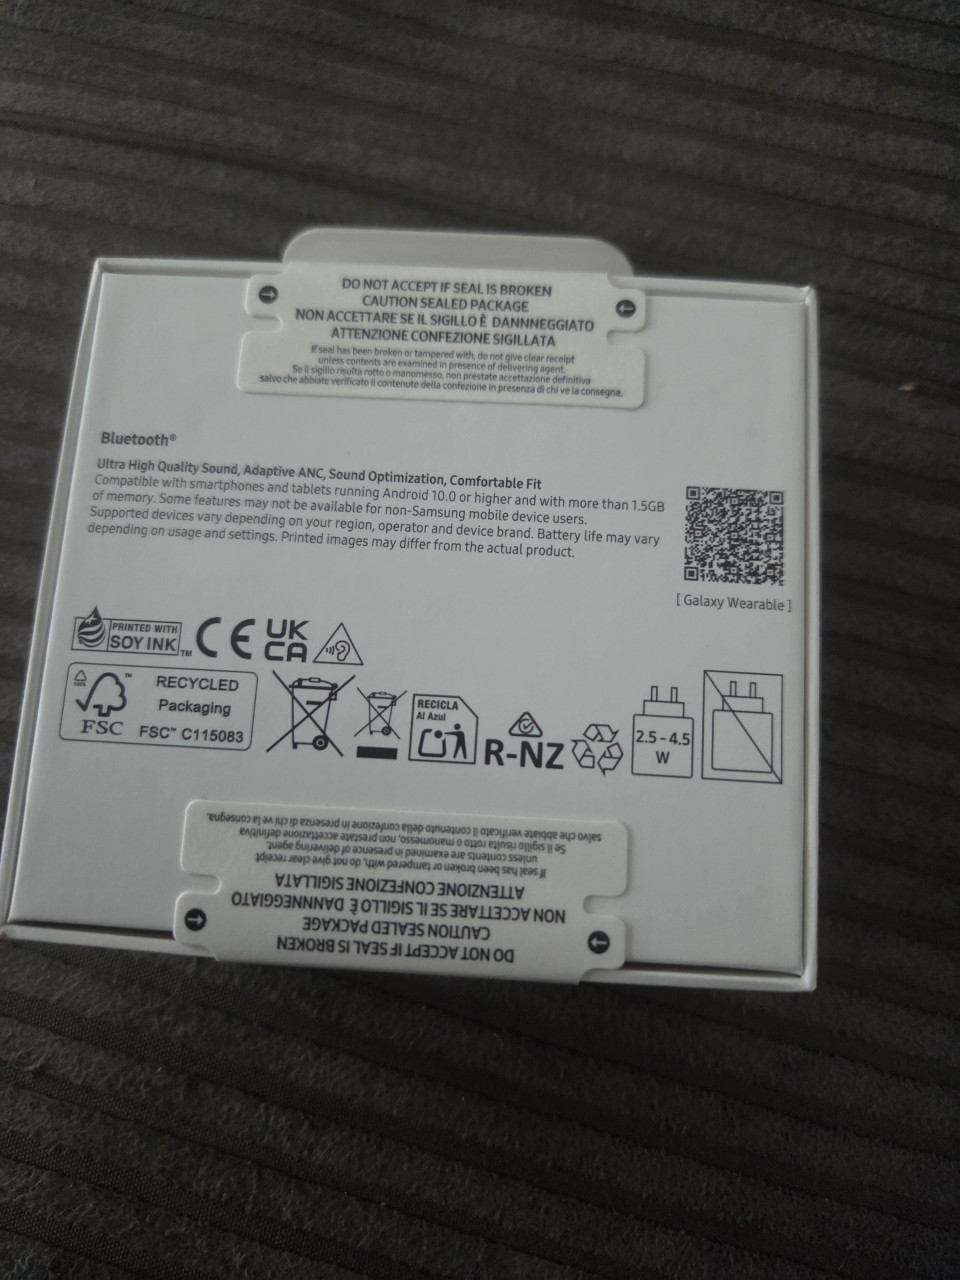 DO NOT ACCEPT IF SEAL IS BROKEN
CAUTION SEALED PACKAGE
NON ACCETTARE SE IL SIGILLO È DANNNEGGIATO
ATTENZIONE CONFEZIONE SIGILLATA
If seal has been broken or tampered with, do not give clear receipt
unless contents are examined in presence of delivering agent.
Se il sigillo risulta rotto o manomesso, non prestate accettazione definitiva
salvo che abbiate verificato il contenuto della confezione in presenza di chi ve la consegna.
Bluetooth®
Ultra High Quality Sound, Adaptive ANC, Sound Optimization, Comfortable Fit
Compatible with smartphones and tablets running Android 10.0 or higher and with more than 1.5GB
of memory. Some features may not be available for non-Samsung mobile device users.
Supported devices vary depending on your region, operator and device brand. Battery life may vary
depending on usage and settings. Printed images may differ from the actual product.
[ Galaxy Wearable ]
PRINTED WITH
SOY INK™
CE
UK
CA
100%
™
FSC
RECYCLED
Packaging
FSC™ C115083
RECICLA
Al Azul
R-NZ
2.5 - 4.5
W
DO NOT ACCEPT IF SEAL IS BROKEN
CAUTION SEALED PACKAGE
NON ACCETTARE SE IL SIGILLO È DANNNEGGIATO
ATTENZIONE CONFEZIONE SIGILLATA
If seal has been broken or tampered with, do not give clear receipt
unless contents are examined in presence of delivering agent.
Se il sigillo risulta rotto o manomesso, non prestate accettazione definitiva
salvo che abbiate verificato il contenuto della confezione in presenza di chi ve la consegna.